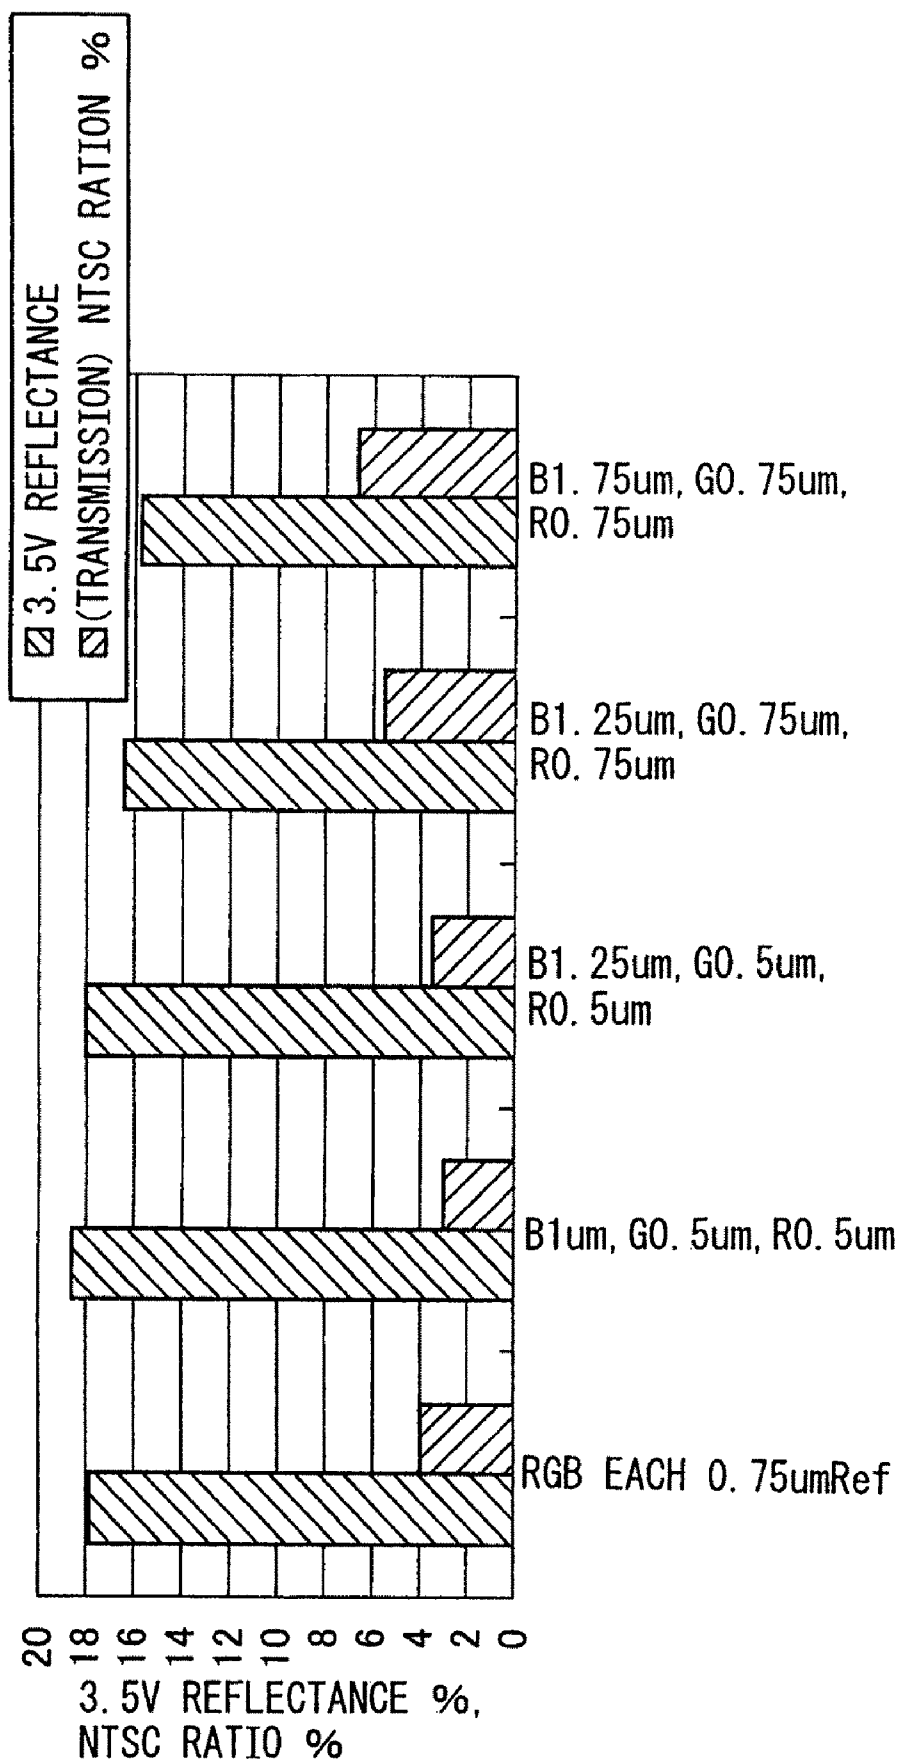 3.5V REFLECTANCE
(TRANSMISSION) NTSC RATION %
B1.75um, G0.75um,
R0.75um
B1.25um, G0.75um,
R0.75um
B1.25um, G0.5um,
R0.5um
B1um, G0.5um, R0.5um
RGB EACH 0.75umRef
20
18
16
14
12
10
8
6
4
2
0
3.5V REFLECTANCE %,
NTSC RATIO %